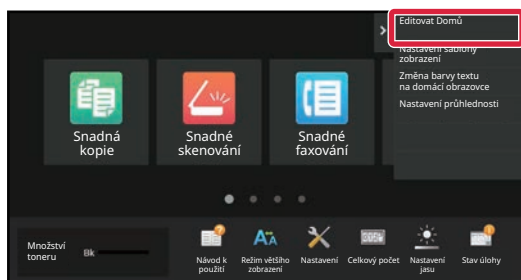 Editovat Domů
Nastavení šablony
zobrazení
Změna barvy textu
na domácí obrazovce
Nastavení průhlednosti
Snadná
kopie
Snadné
skenování
Snadné
faxování
Množství
toneru
Bk
Návod k
použití
Režim většího
zobrazení
Nastavení
Celkový počet
Nastavení
jasu
Stav úlohy